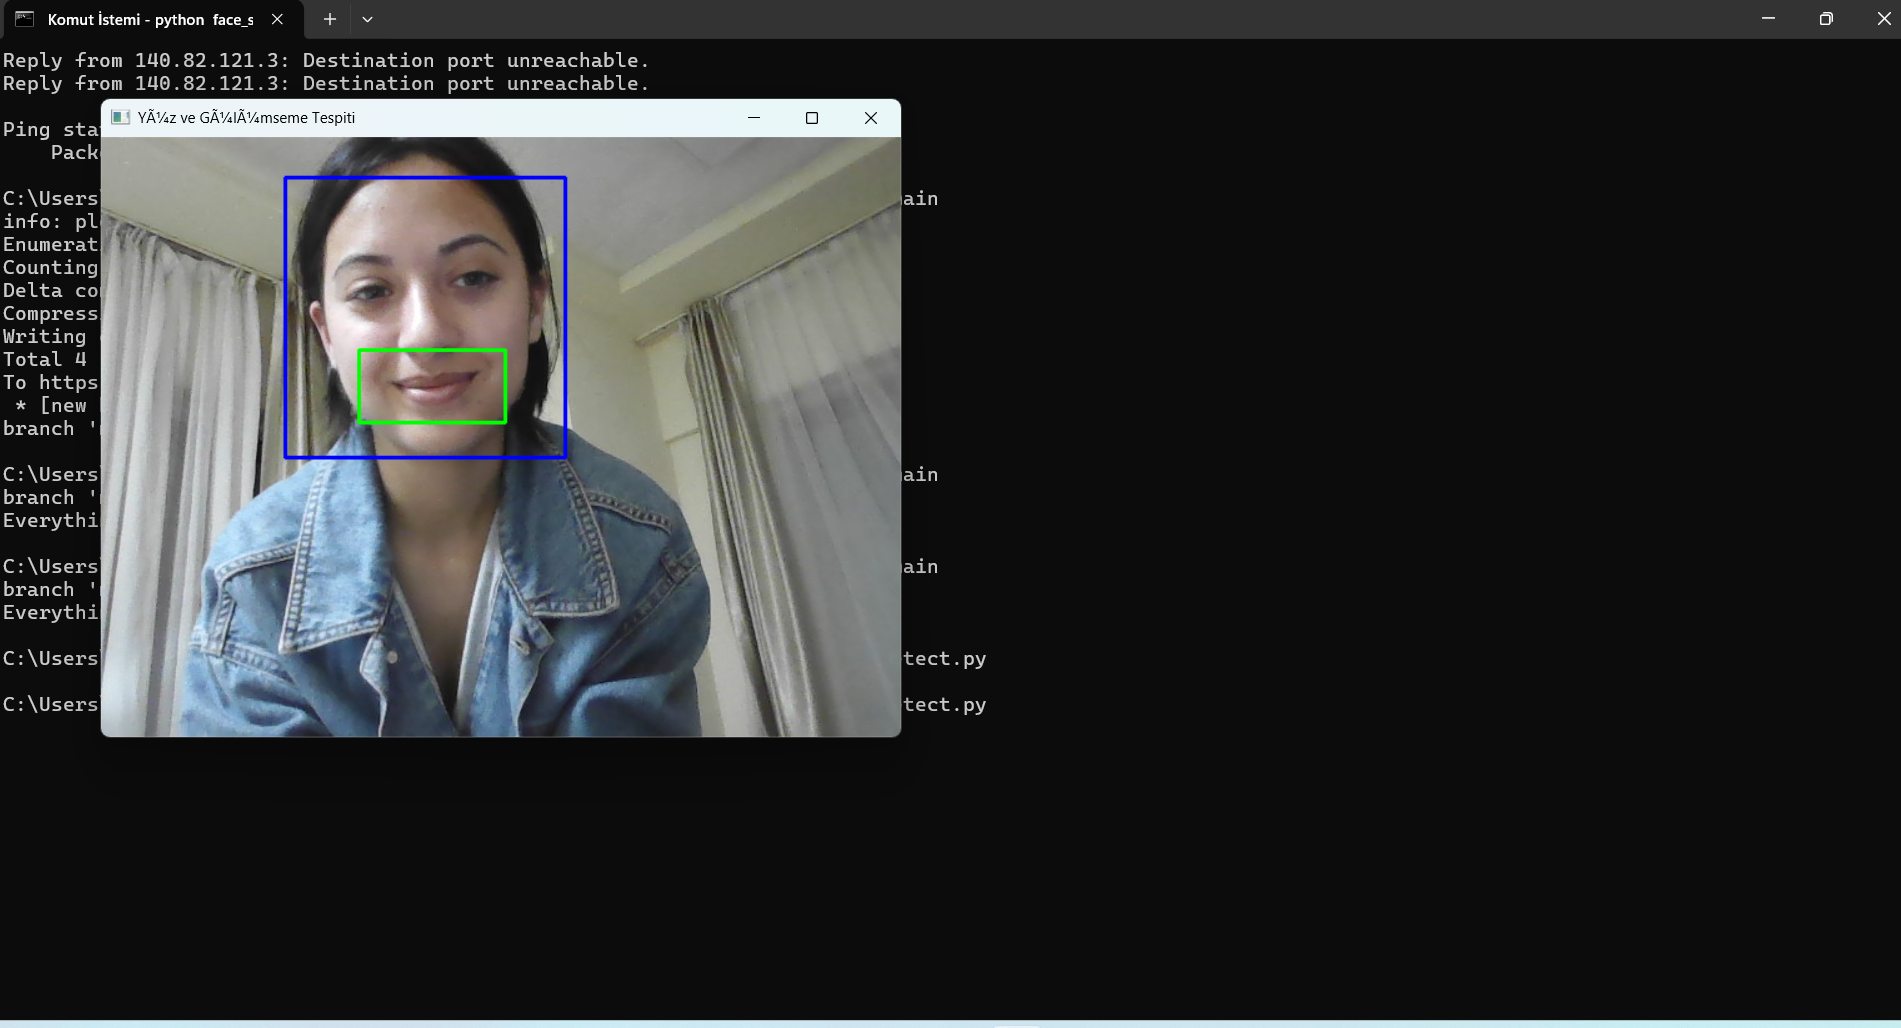 Komut İstemi - python face_s
Reply from 140.82.121.3: Destination port unreachable.
Reply from 140.82.121.3: Destination port unreachable.
YÃ¼z ve GÃ¼lÃ¼mseme Tespiti
Ping sta
Pack
C:\Users\ ain
info: pl
Enumerat
Counting
Delta co
Compress
Writing
Total 4
To https
* [new
branch '
C:\Users\ ain
branch '
Everythi
C:\Users\ ain
branch '
Everythi
C:\Users\ tect.py
C:\Users\ tect.py